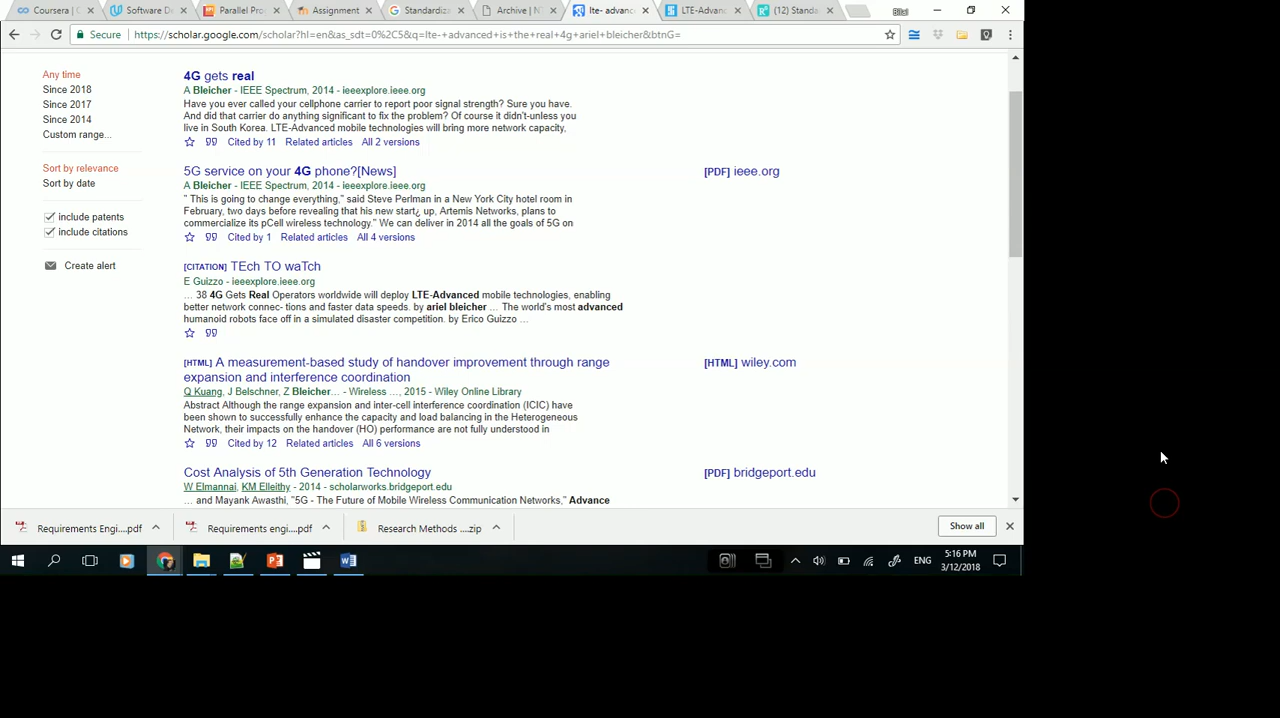 Coursera | C
Software De
Parallel Prog
Assignment
Standardiza
Archive | N
lte- advanc
LTE-Advan
(12) Standa
Bilal
Secure
https://scholar.google.com/scholar?hl=en&as_sdt=0%2C5&q=lte-+advanced+is+the+real+4g+ariel+bleicher&btnG=
Any time
Since 2018
Since 2017
Since 2014
Custom range...
Sort by relevance
Sort by date
include patents
include citations
Create alert
4G gets real
A Bleicher - IEEE Spectrum, 2014 - ieeexplore.ieee.org
Have you ever called your cellphone carrier to report poor signal strength? Sure you have.
And did that carrier do anything significant to fix the problem? Of course it didn't-unless you
live in South Korea. LTE-Advanced mobile technologies will bring more network capacity,
Cited by 11 Related articles All 2 versions
5G service on your 4G phone?[News]
[PDF] ieee.org
A Bleicher - IEEE Spectrum, 2014 - ieeexplore.ieee.org
" This is going to change everything," said Steve Perlman in a New York City hotel room in
February, two days before revealing that his new start¿ up, Artemis Networks, plans to
commercialize its pCell wireless technology." We can deliver in 2014 all the goals of 5G on
Cited by 1 Related articles All 4 versions
[CITATION] TEch TO waTch
E Guizzo - ieeexplore.ieee.org
... 38 4G Gets Real Operators worldwide will deploy LTE-Advanced mobile technologies, enabling
better network connec- tions and faster data speeds. by ariel bleicher ... The world's most advanced
humanoid robots face off in a simulated disaster competition. by Erico Guizzo ...
[HTML] A measurement-based study of handover improvement through range
expansion and interference coordination
[HTML] wiley.com
Q Kuang, J Belschner, Z Bleicher... - Wireless ..., 2015 - Wiley Online Library
Abstract Although the range expansion and inter-cell interference coordination (ICIC) have
been shown to successfully enhance the capacity and load balancing in the Heterogeneous
Network, their impacts on the handover (HO) performance are not fully understood in
Cited by 12 Related articles All 6 versions
Cost Analysis of 5th Generation Technology
[PDF] bridgeport.edu
W Elmannai, KM Elleithy - 2014 - scholarworks.bridgeport.edu
... and Mayank Awasthi, "5G - The Future of Mobile Wireless Communication Networks," Advance
Requirements Engi....pdf
Requirements engi....pdf
Research Methods ....zip
Show all
ENG
5:16 PM
3/12/2018